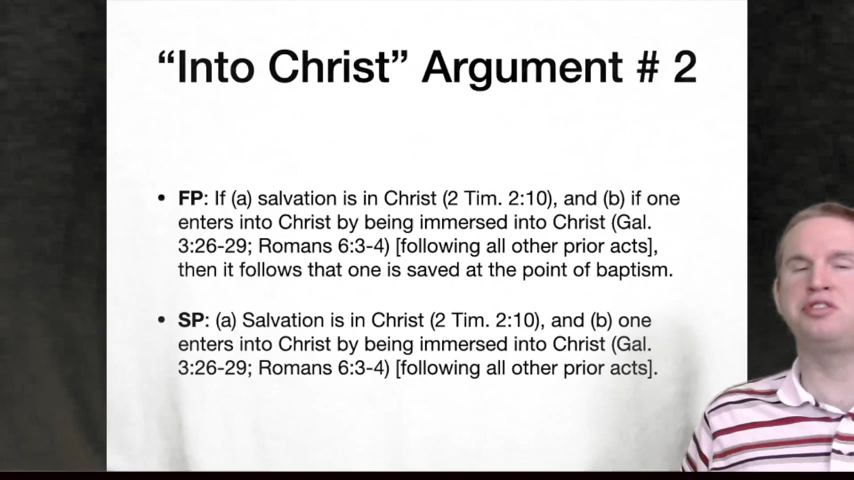 “Into Christ” Argument # 2
• FP: If (a) salvation is in Christ (2 Tim. 2:10), and (b) if one
enters into Christ by being immersed into Christ (Gal.
3:26-29; Romans 6:3-4) [following all other prior acts],
then it follows that one is saved at the point of baptism.
• SP: (a) Salvation is in Christ (2 Tim. 2:10), and (b) one
enters into Christ by being immersed into Christ (Gal.
3:26-29; Romans 6:3-4) [following all other prior acts].